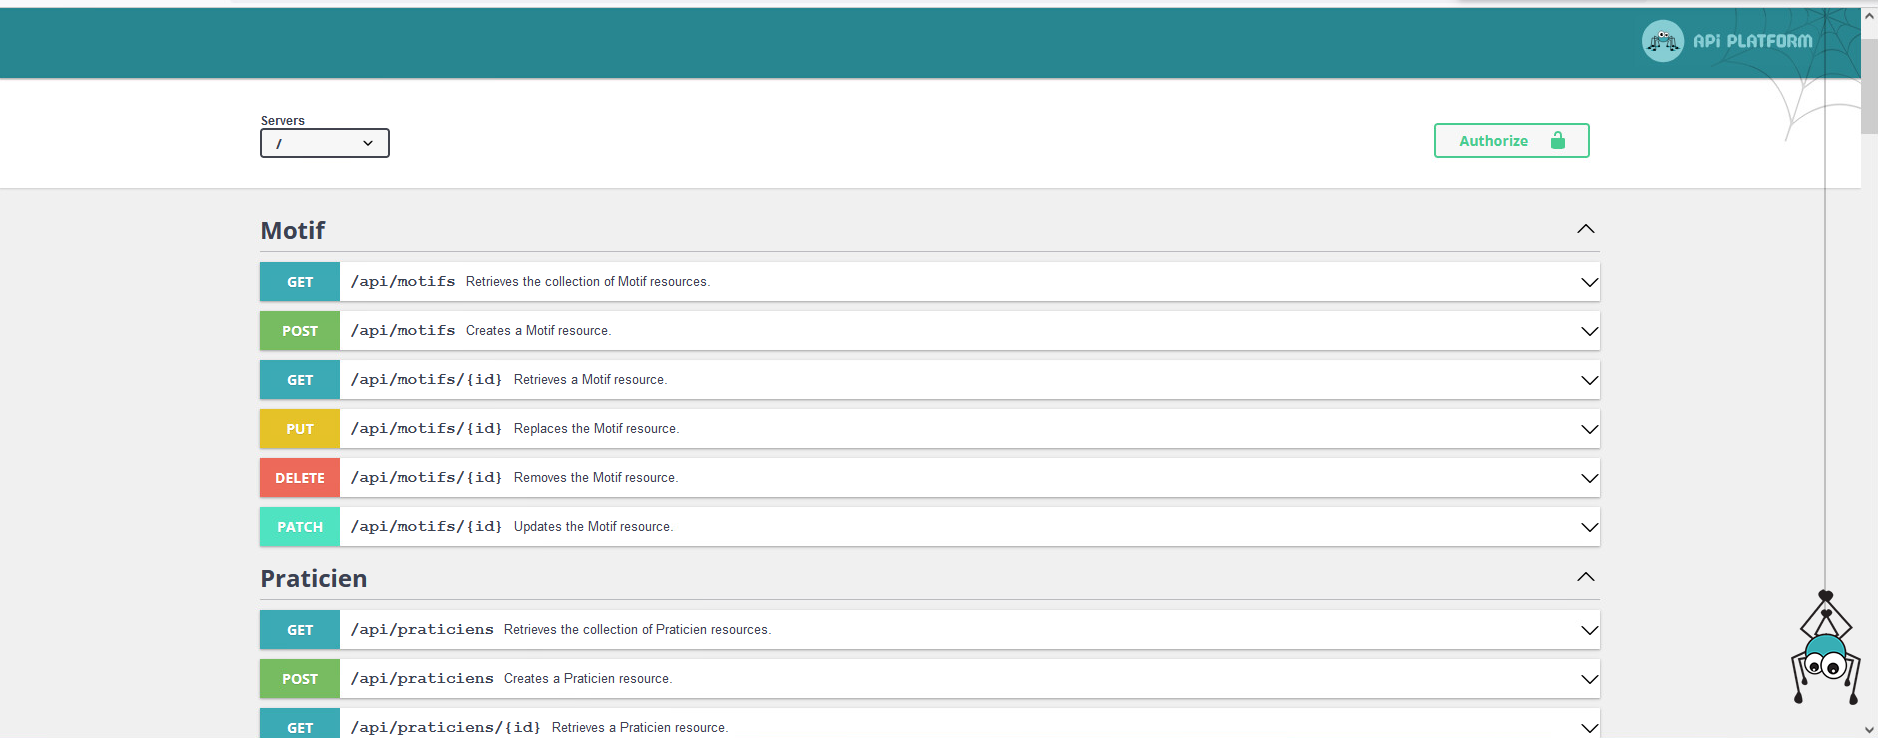 APi PLATFORM
Servers
/
Authorize
Motif
GET /api/motifs Retrieves the collection of Motif resources.
POST /api/motifs Creates a Motif resource.
GET /api/motifs/{id} Retrieves a Motif resource.
PUT /api/motifs/{id} Replaces the Motif resource.
DELETE /api/motifs/{id} Removes the Motif resource.
PATCH /api/motifs/{id} Updates the Motif resource.
Praticien
GET /api/praticiens Retrieves the collection of Praticien resources.
POST /api/praticiens Creates a Praticien resource.
GET /api/praticiens/{id} Retrieves a Praticien resource.